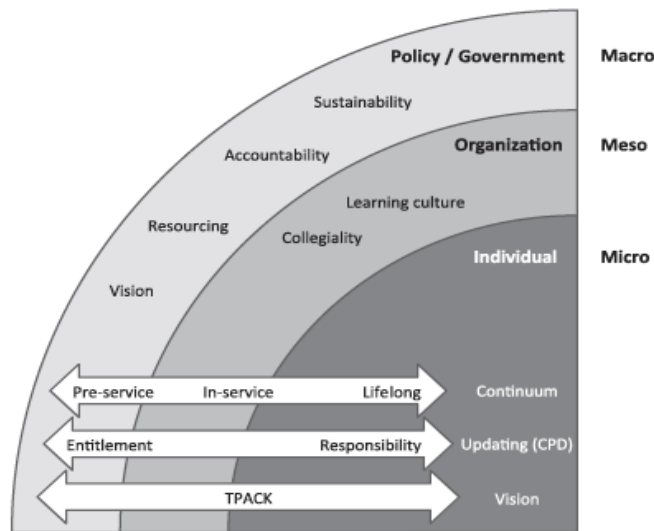 Policy / Government Macro
Sustainability
Accountability
Organization Meso
Learning culture
Resourcing
Collegiality
Individual Micro
Vision
Pre-service In-service Lifelong Continuum
Entitlement Responsibility Updating (CPD)
TPACK Vision